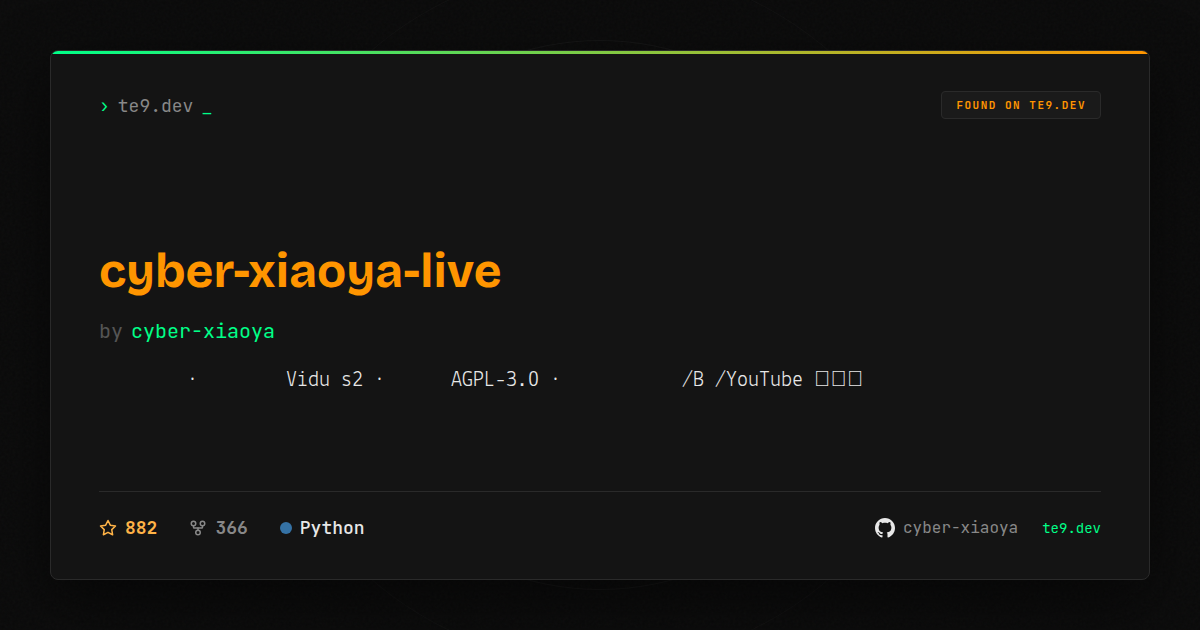 › te9.dev _
FOUND ON TE9.DEV
cyber-xiaoya-live
by cyber-xiaoya
· Vidu s2 · AGPL-3.0 · /B /YouTube □□□
882
366
Python
cyber-xiaoya
te9.dev